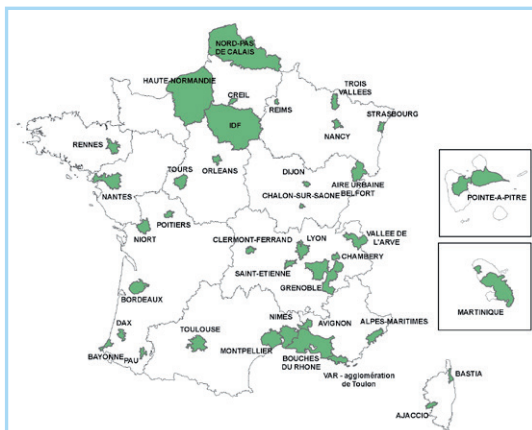 NORD-PAS
DE CALAIS
HAUTE-NORMANDIE
CREIL
REIMS
TROIS
VALLEES
STRASBOURG
IDF
NANCY
RENNES
TOURS
ORLEANS
DIJON
CHALON-SUR-SAONE
AIRE URBAINE
BELFORT
NANTES
POITIERS
NIORT
CLERMONT-FERRAND
LYON
VALLEE DE
L'ARVE
CHAMBERY
SAINT-ETIENNE
GRENOBLE
BORDEAUX
DAX
BAYONNE
PAU
TOULOUSE
NIMES
AVIGNON
ALPES-MARITIMES
MONTPELLIER
BOUCHES
DU RHONE
VAR - agglomération
de Toulon
BASTIA
AJACCIO
POINTE-A-PITRE
MARTINIQUE